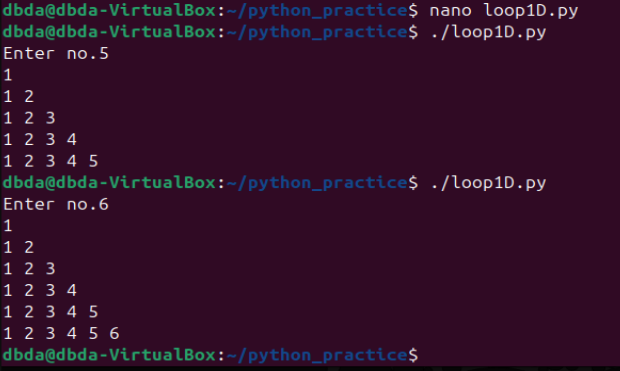 dbda@dbda-VirtualBox:~/python_practice$ nano loop1D.py
dbda@dbda-VirtualBox:~/python_practice$ ./loop1D.py
Enter no.5
1
1 2
1 2 3
1 2 3 4
1 2 3 4 5
dbda@dbda-VirtualBox:~/python_practice$ ./loop1D.py
Enter no.6
1
1 2
1 2 3
1 2 3 4
1 2 3 4 5
1 2 3 4 5 6
dbda@dbda-VirtualBox:~/python_practice$